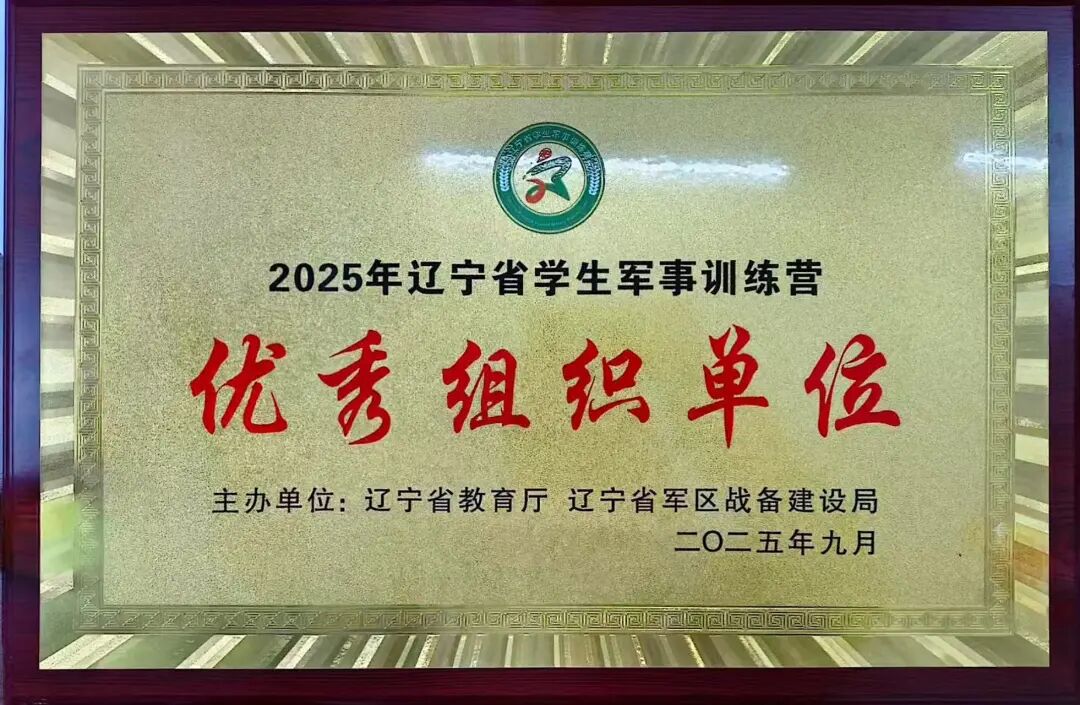 2025年辽宁省学生军事训练营
优秀组织单位
主办单位：辽宁省教育厅 辽宁省军区战备建设局
二〇二五年九月